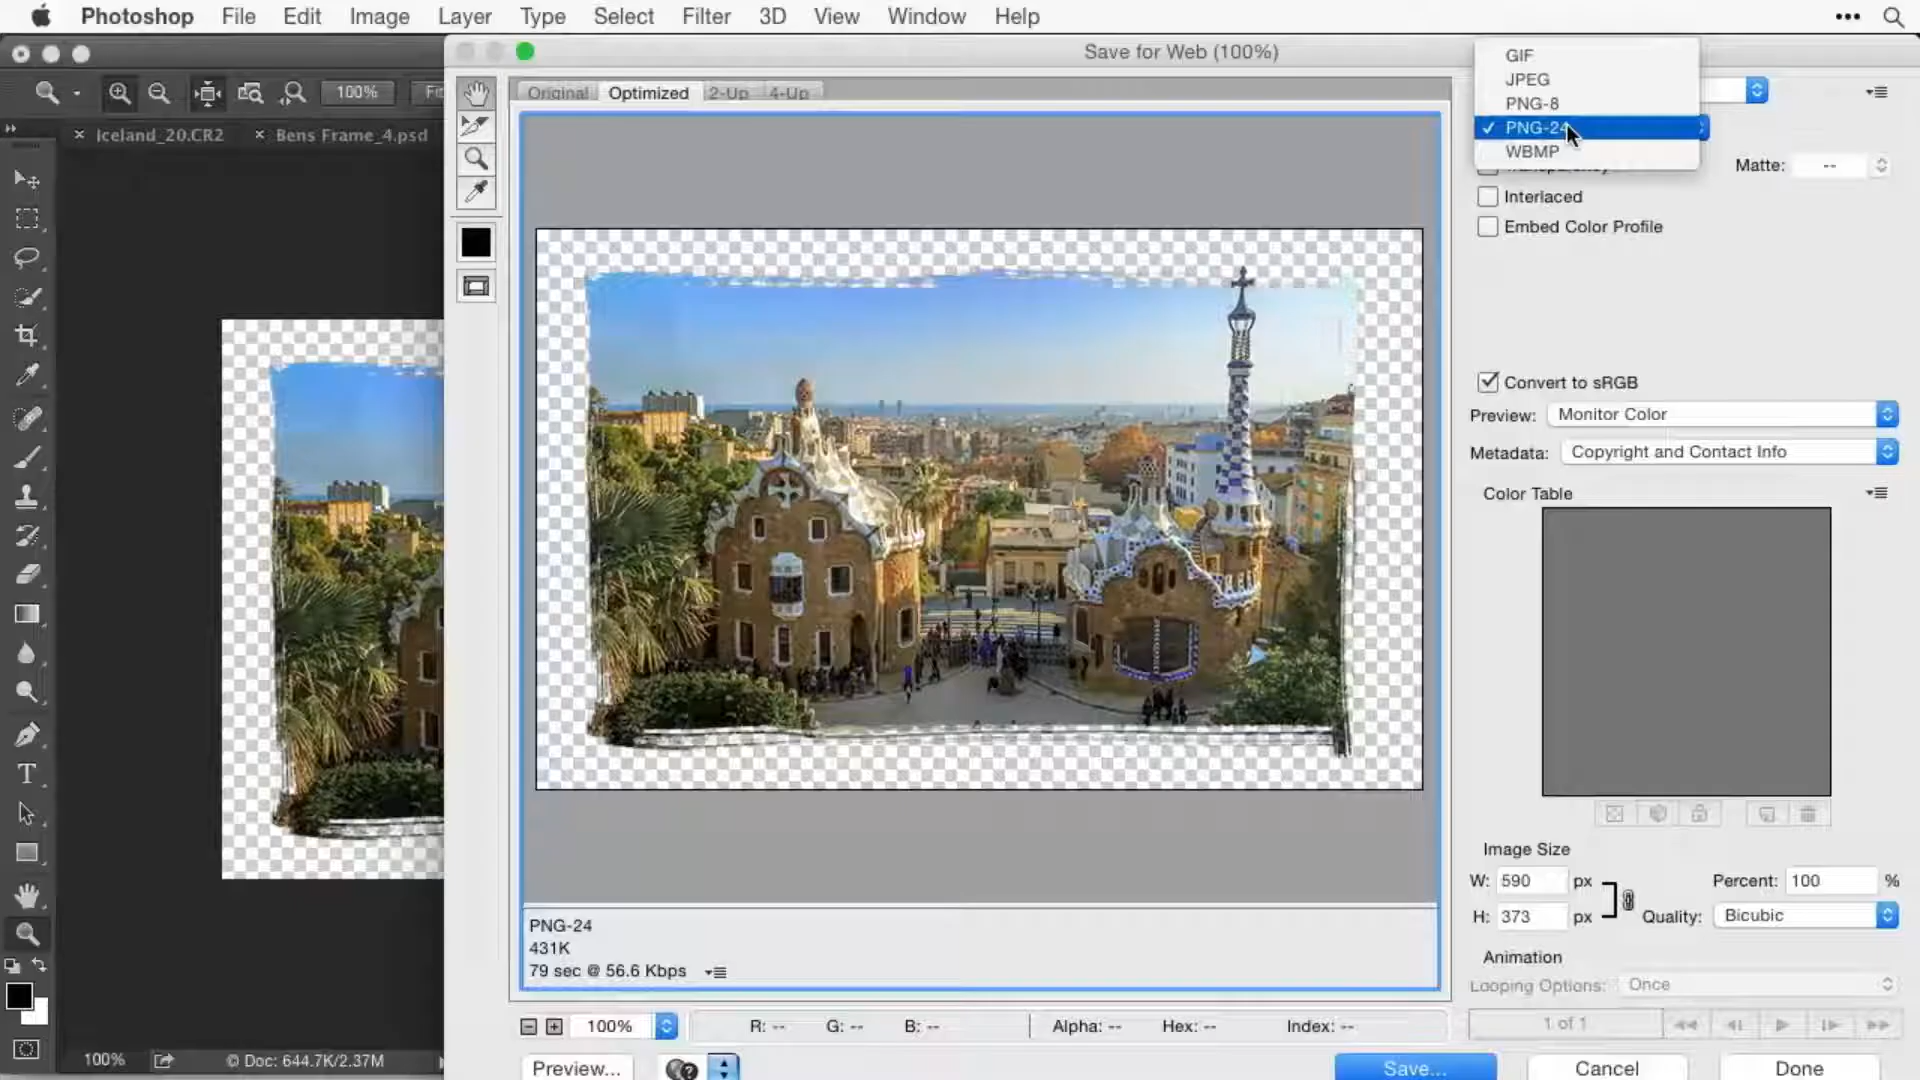 Photoshop File Edit Image Layer Type Select Filter 3D View Window Help •••
Save for Web (100%)
100%
× Iceland_20.CR2 × Bens Frame_4.psd
Original Optimized 2-Up 4-Up
GIF
JPEG
PNG-8
✓ PNG-24
WBMP
Matte: --
Interlaced
Embed Color Profile
Convert to sRGB
Preview: Monitor Color
Metadata: Copyright and Contact Info
Color Table
Image Size
W: 590 px Percent: 100 %
H: 373 px Quality: Bicubic
Animation
Looping Options: Once
1 of 1
PNG-24
431K
79 sec @ 56.6 Kbps
100% R: -- G: -- B: -- Alpha: -- Hex: -- Index: --
100% © Doc: 644.7K/2.37M
Preview... Save... Cancel Done